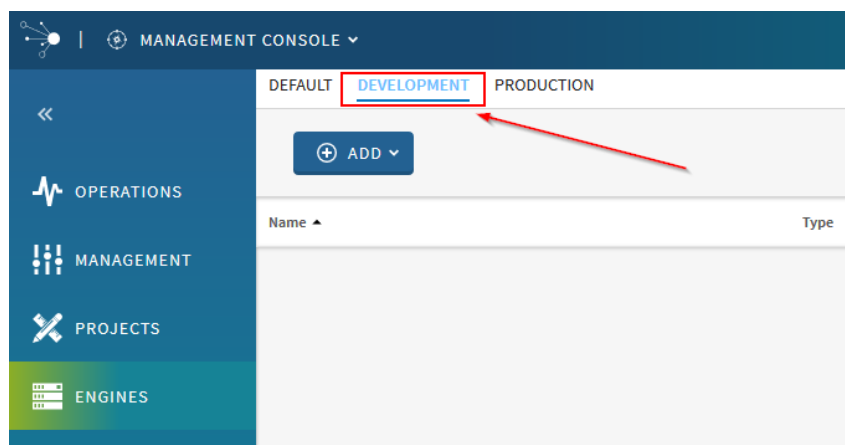 MANAGEMENT CONSOLE
DEFAULT DEVELOPMENT PRODUCTION
ADD
OPERATIONS
Name Type
MANAGEMENT
PROJECTS
ENGINES